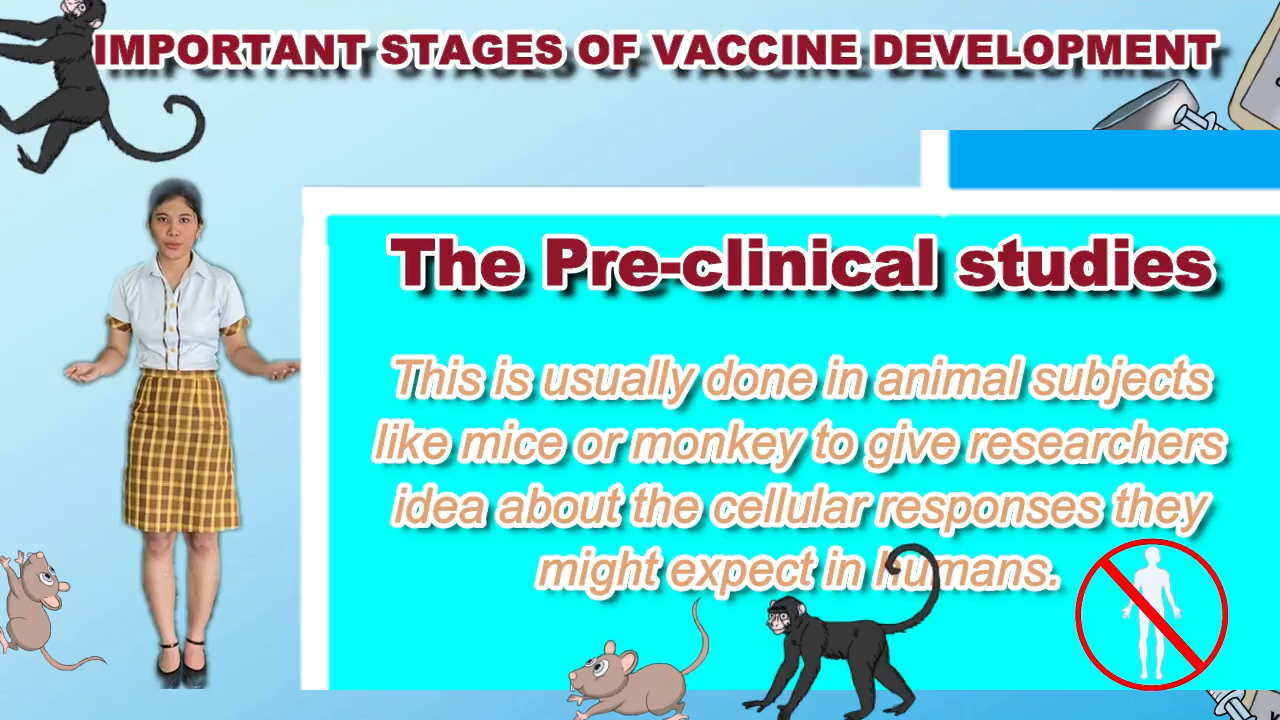 IMPORTANT STAGES OF VACCINE DEVELOPMENT
The Pre-clinical studies
This is usually done in animal subjects
like mice or monkey to give researchers
idea about the cellular responses they
might expect in humans.